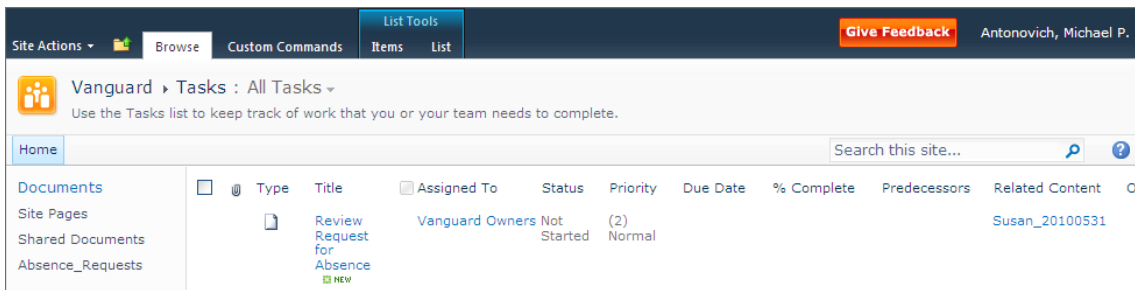 List Tools
Site Actions Browse Custom Commands Items List Give Feedback Antonovich, Michael P.
Vanguard Tasks : All Tasks
Use the Tasks list to keep track of work that you or your team needs to complete.
Home Search this site...
Documents Type Title Assigned To Status Priority Due Date % Complete Predecessors Related Content
Site Pages Review Vanguard Owners Not (2) Susan_20100531
Shared Documents Request Started Normal
for
Absence_Requests Absence
NEW